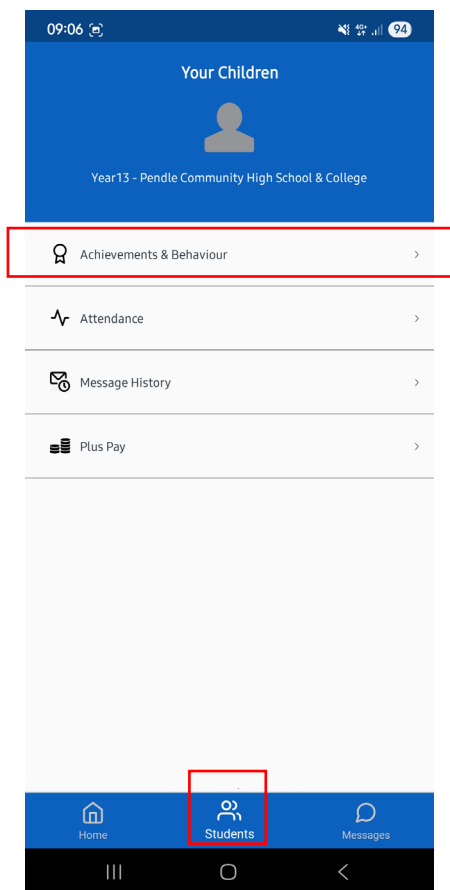 09:06 4G+ 94
Your Children
Year13 - Pendle Community High School & College
Achievements & Behaviour
Attendance
Message History
Plus Pay
Home Students Messages